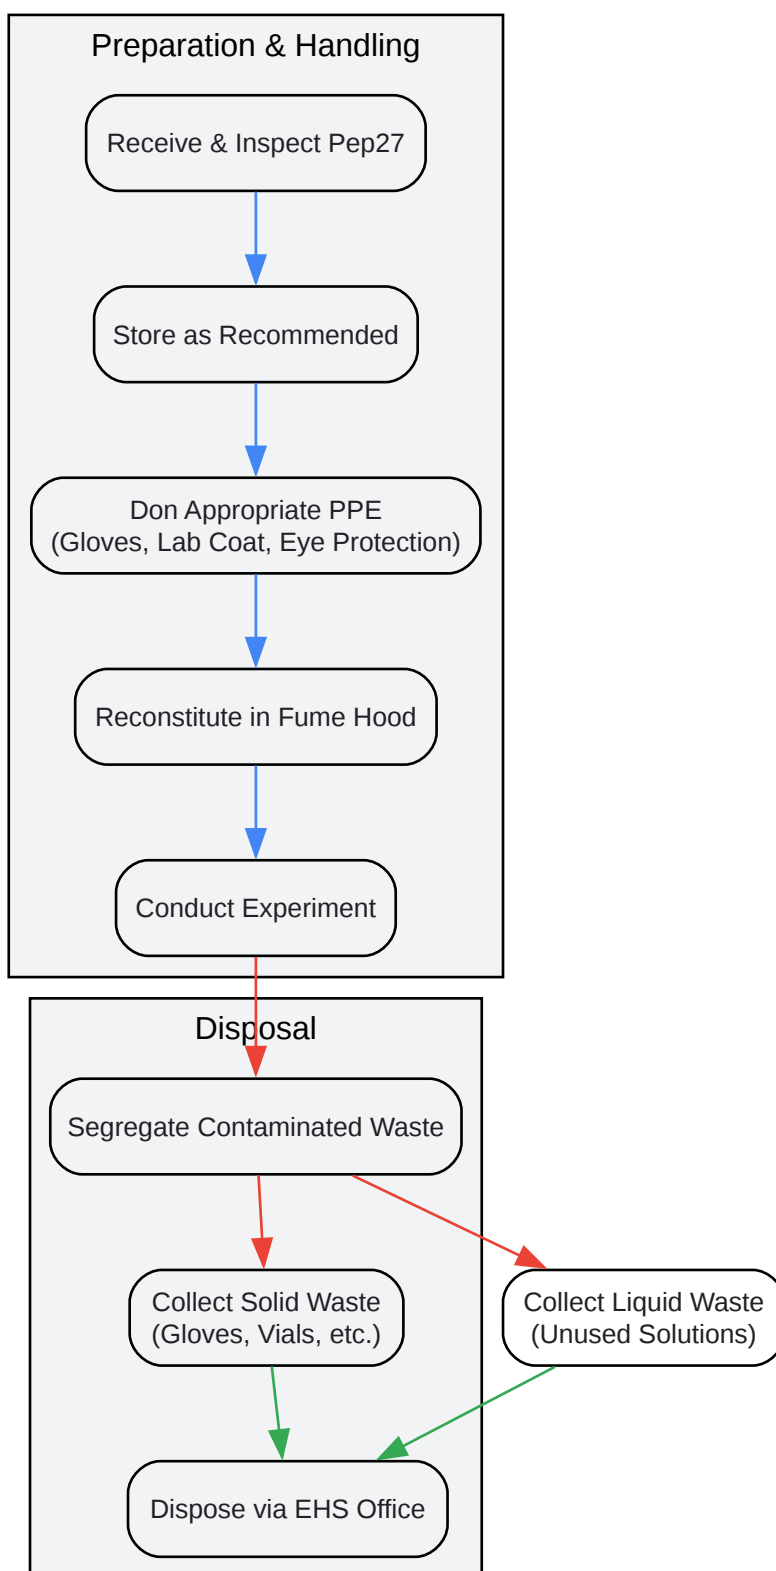 Preparation & Handling
Receive & Inspect Pep27
Store as Recommended
Don Appropriate PPE
(Gloves, Lab Coat, Eye Protection)
Reconstitute in Fume Hood
Conduct Experiment
Disposal
Segregate Contaminated Waste
Collect Solid Waste
(Gloves, Vials, etc.)
Collect Liquid Waste
(Unused Solutions)
Dispose via EHS Office